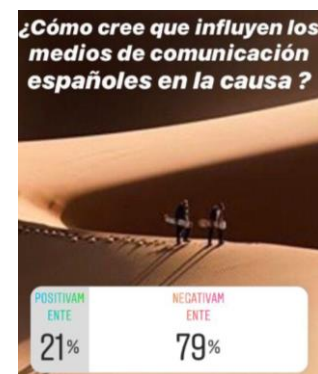 ¿Cómo cree que influyen los
medios de comunicación
españoles en la causa ?
POSITIVAM
ENTE
21%
NEGATIVAM
ENTE
79%